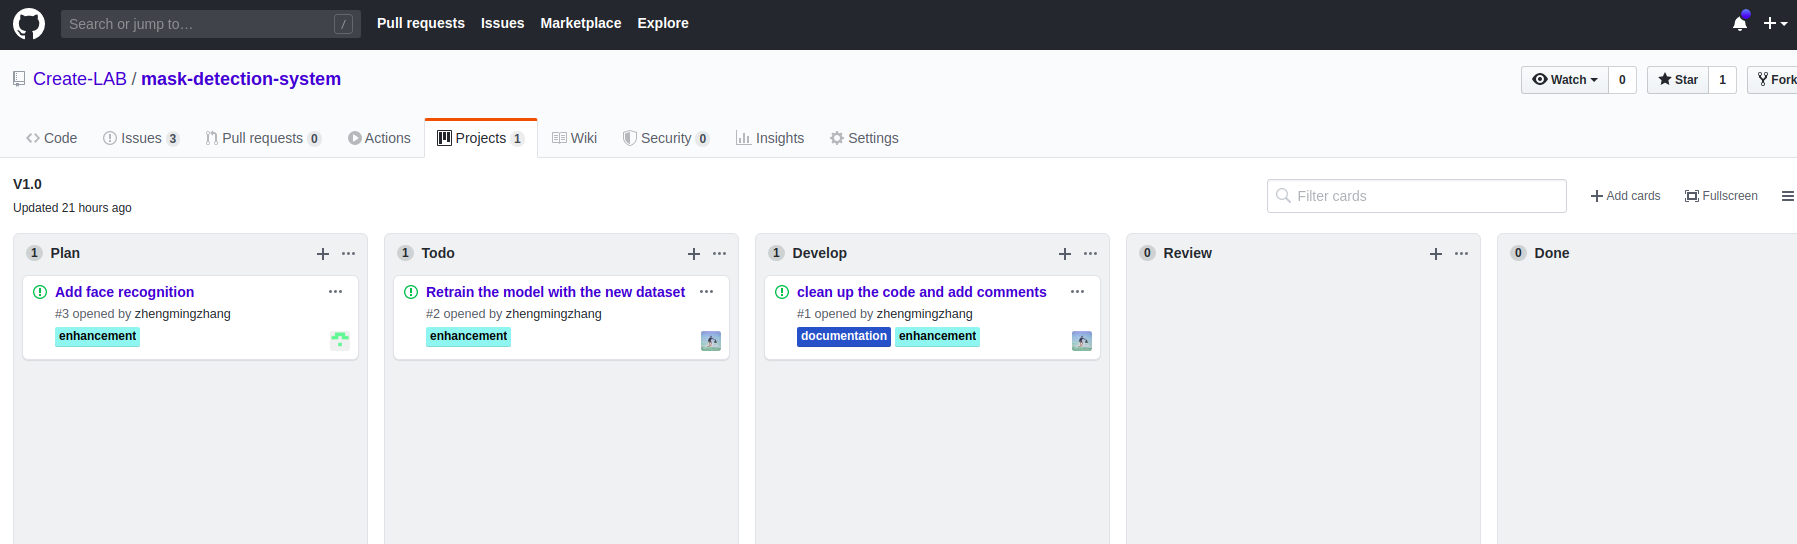 Search or jump to… / Pull requests Issues Marketplace Explore
Create-LAB / mask-detection-system Watch 0 Star 1 Fork
Code Issues 3 Pull requests 0 Actions Projects 1 Wiki Security 0 Insights Settings
V1.0
Filter cards Add cards Fullscreen
Updated 21 hours ago
1 Plan
Add face recognition
#3 opened by zhengmingzhang
enhancement
1 Todo
Retrain the model with the new dataset
#2 opened by zhengmingzhang
enhancement
1 Develop
clean up the code and add comments
#1 opened by zhengmingzhang
documentation enhancement
0 Review
0 Done